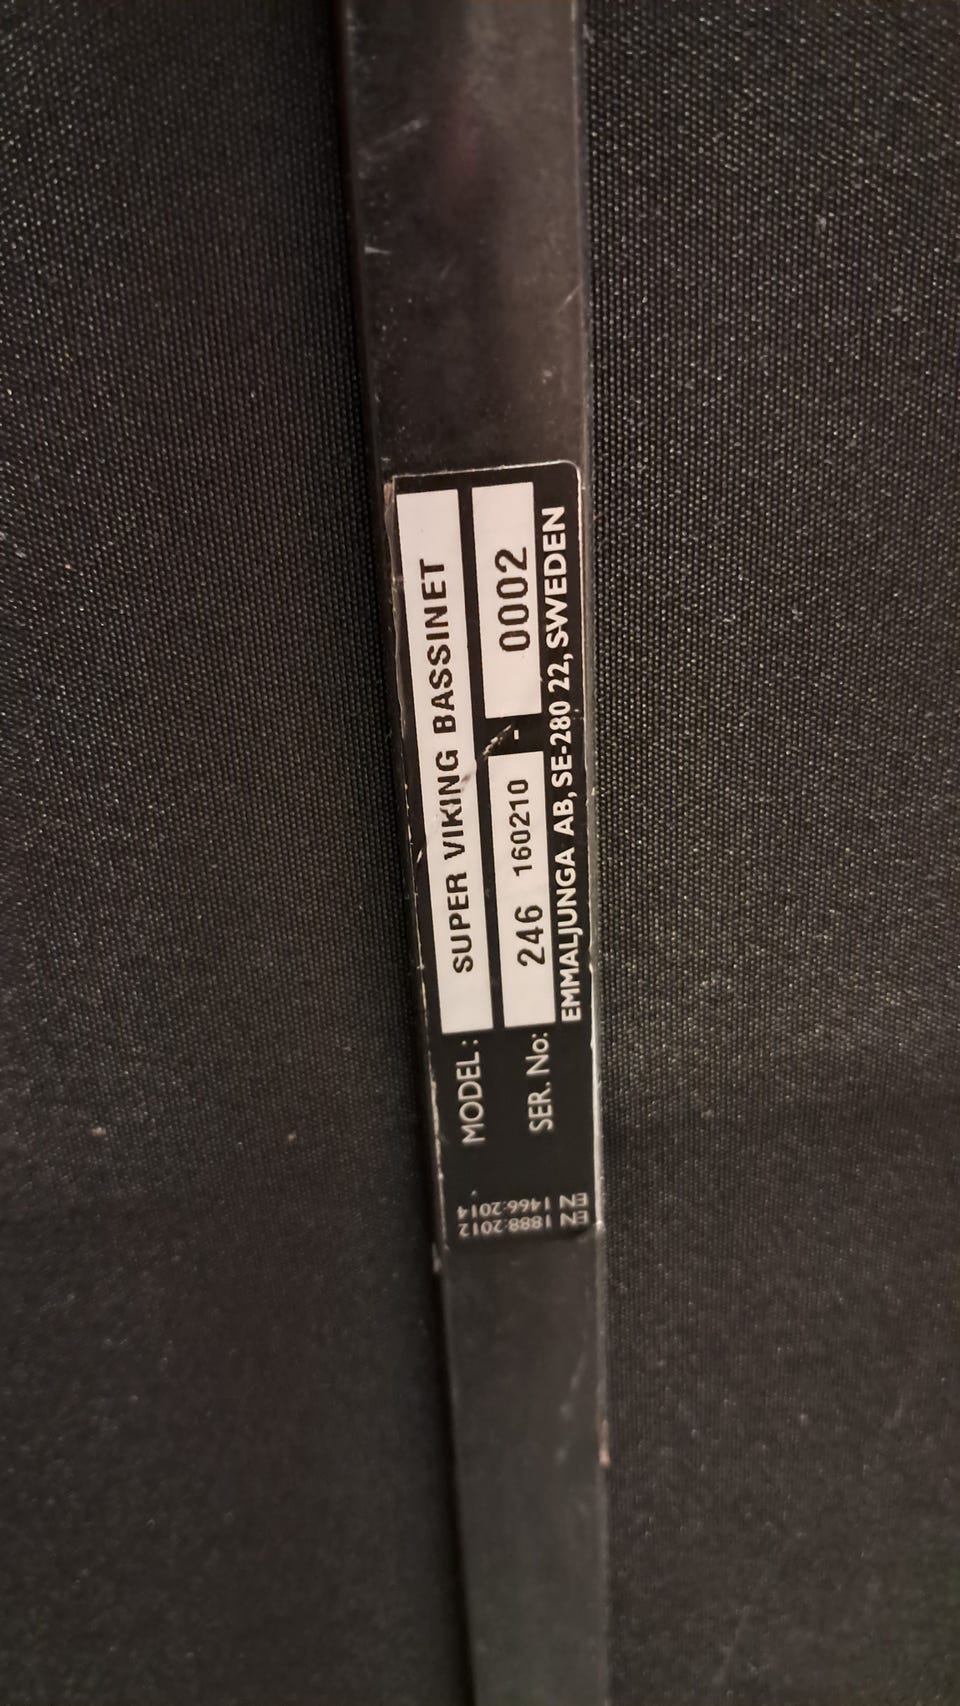 MODEL: SUPER VIKING BASSINET
SER. No: 246 160210 - 0002
EMMALJUNGA AB, SE-280 22, SWEDEN
EN 1888:2012
EN 1466:2014